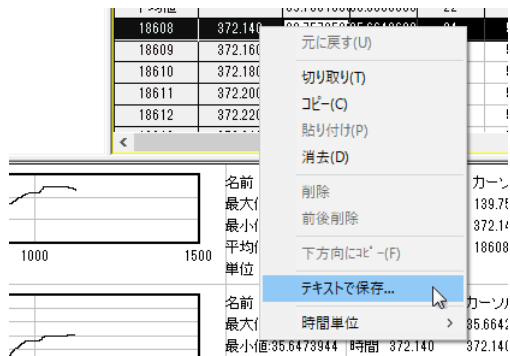 平均値
22
18608 372.140
18609 372.160
18610 372.180
18611 372.200
18612 372.220
元に戻す(U)
切り取り(T)
コピー(C)
貼り付け(P)
消去(D)
削除
前後削除
下方向にｺﾋﾟｰ(F)
テキストで保存...
時間単位
1000 1500
名前 カーソ
最大値 139.75
最小値 372.14
平均値 18608
単位
名前 カーソル
最大 35.6642
最小値:35.6473944 時間 372.140 372.140